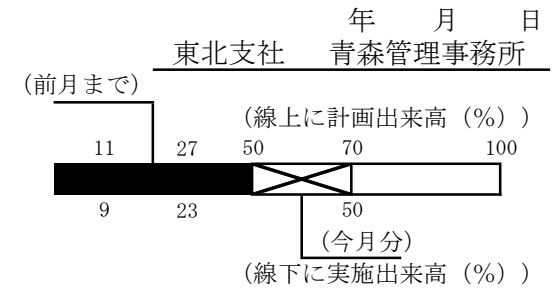 年　月　日
東北支社　青森管理事務所
（前月まで）
（線上に計画出来高（％））
11 27 50 70 100
9 23 50
（今月分）
（線下に実施出来高（％））